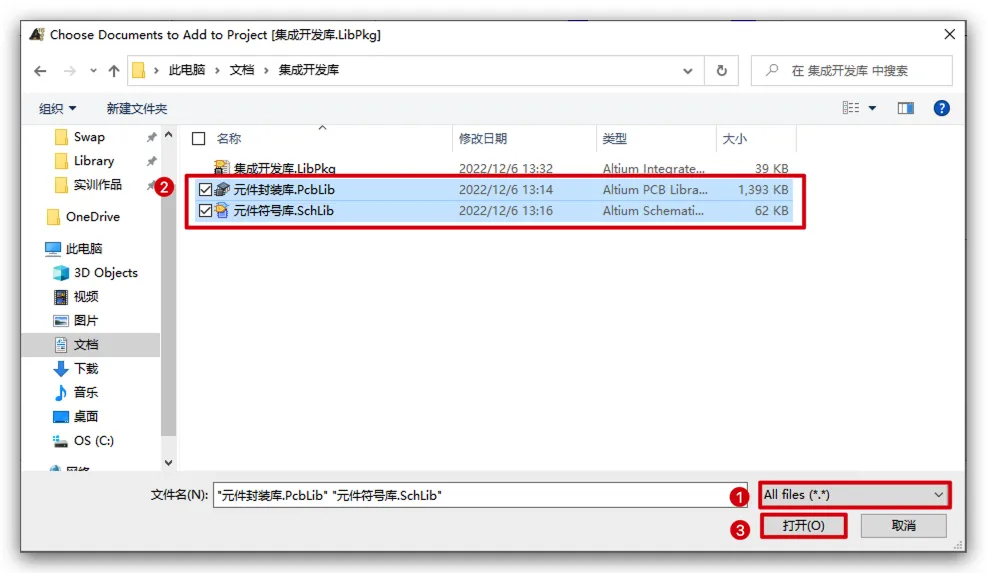 Choose Documents to Add to Project [集成开发库.LibPkg]
此电脑 › 文档 › 集成开发库
在 集成开发库 中搜索
组织
新建文件夹
Swap
Library
实训作品
OneDrive
此电脑
3D Objects
视频
图片
文档
下载
音乐
桌面
OS (C:)
网络
名称 修改日期 类型 大小
集成开发库.LibPkg 2022/12/6 13:32 Altium Integrate... 39 KB
2
元件封装库.PcbLib 2022/12/6 13:14 Altium PCB Libra... 1,393 KB
元件符号库.SchLib 2022/12/6 13:16 Altium Schemati... 62 KB
文件名(N): "元件封装库.PcbLib" "元件符号库.SchLib"
1 All files (*.*)
3 打开(O) 取消